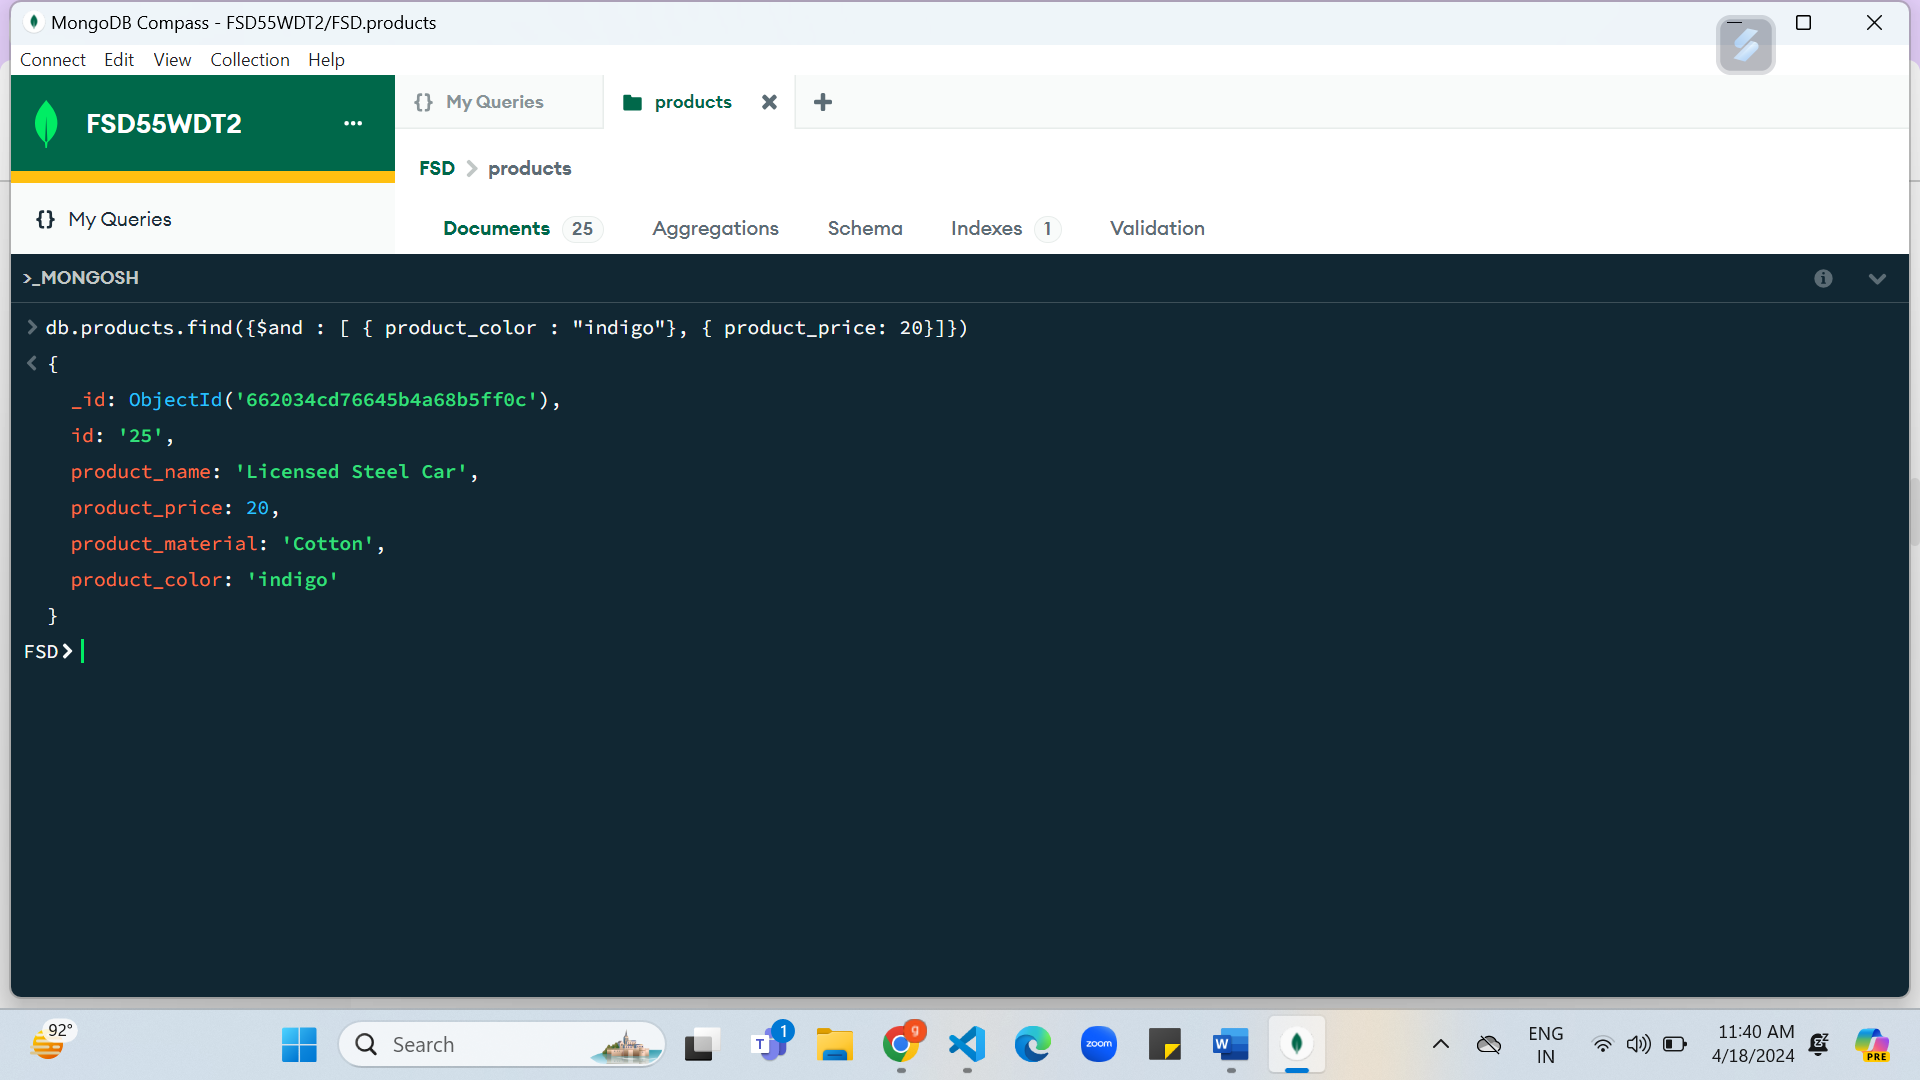 MongoDB Compass - FSD55WDT2/FSD.products
Connect Edit View Collection Help
FSD55WDT2 ...
{} My Queries
products
FSD > products
{} My Queries
Documents 25 Aggregations Schema Indexes 1 Validation
>_MONGOSH
> db.products.find({$and : [ { product_color : "indigo"}, { product_price: 20}]})
< {
_id: ObjectId('662034cd76645b4a68b5ff0c'),
id: '25',
product_name: 'Licensed Steel Car',
product_price: 20,
product_material: 'Cotton',
product_color: 'indigo'
}
FSD>
92°
Search
T 1
g
zoom
W
ENG
IN
11:40 AM
4/18/2024
PRE